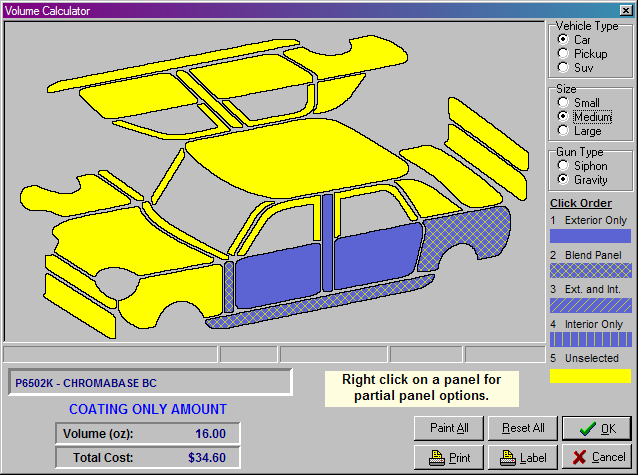 Volume Calculator
Vehicle Type
Car
Pickup
Suv
Size
Small
Medium
Large
Gun Type
Siphon
Gravity
Click Order
1 Exterior Only
2 Blend Panel
3 Ext. and Int.
4 Interior Only
5 Unselected
P6502K - CHROMABASE BC
Right click on a panel for
partial panel options.
COATING ONLY AMOUNT
Volume (oz): 16.00
Total Cost: $34.60
Paint All
Reset All
OK
Print
Label
Cancel